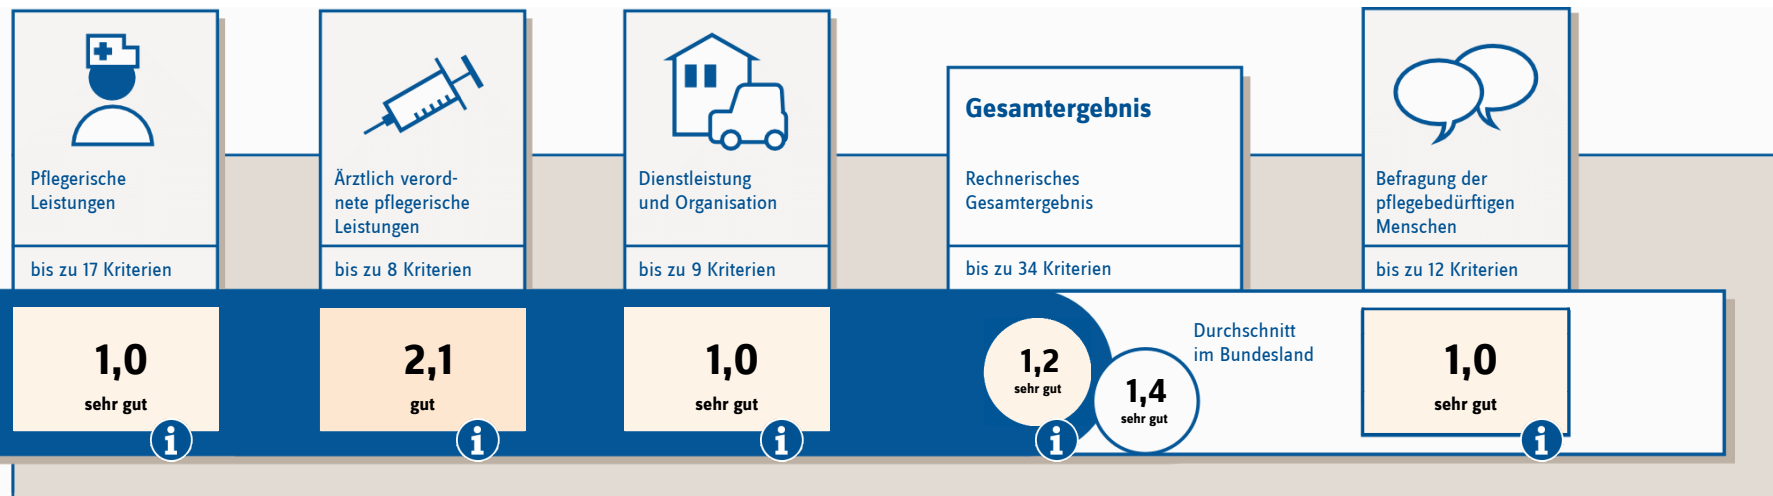 Pflegerische
Leistungen
bis zu 17 Kriterien
1,0
sehr gut
i
Ärztlich verord-
nete pflegerische
Leistungen
bis zu 8 Kriterien
2,1
gut
i
Dienstleistung
und Organisation
bis zu 9 Kriterien
1,0
sehr gut
i
Gesamtergebnis
Rechnerisches
Gesamtergebnis
bis zu 34 Kriterien
1,2
sehr gut
i
1,4
sehr gut
Durchschnitt
im Bundesland
Befragung der
pflegebedürftigen
Menschen
bis zu 12 Kriterien
1,0
sehr gut
i